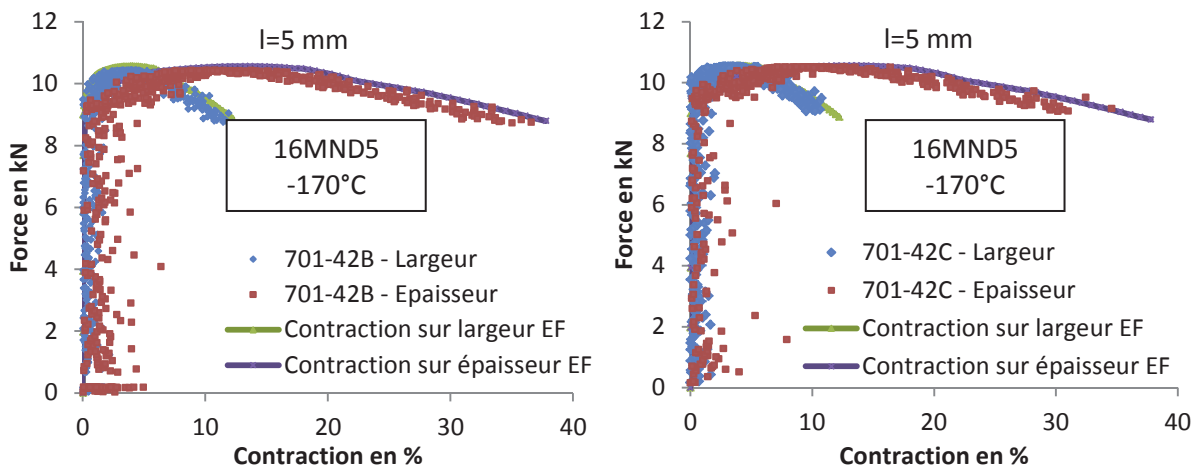 12
10
8
6
4
2
0
Force en kN
l=5 mm
16MND5
-170°C
701-42B - Largeur
701-42B - Epaisseur
Contraction sur largeur EF
Contraction sur épaisseur EF
0 10 20 30 40
Contraction en %
12
10
8
6
4
2
0
Force en kN
l=5 mm
16MND5
-170°C
701-42C - Largeur
701-42C - Epaisseur
Contraction sur largeur EF
Contraction sur épaisseur EF
0 10 20 30 40
Contraction en %